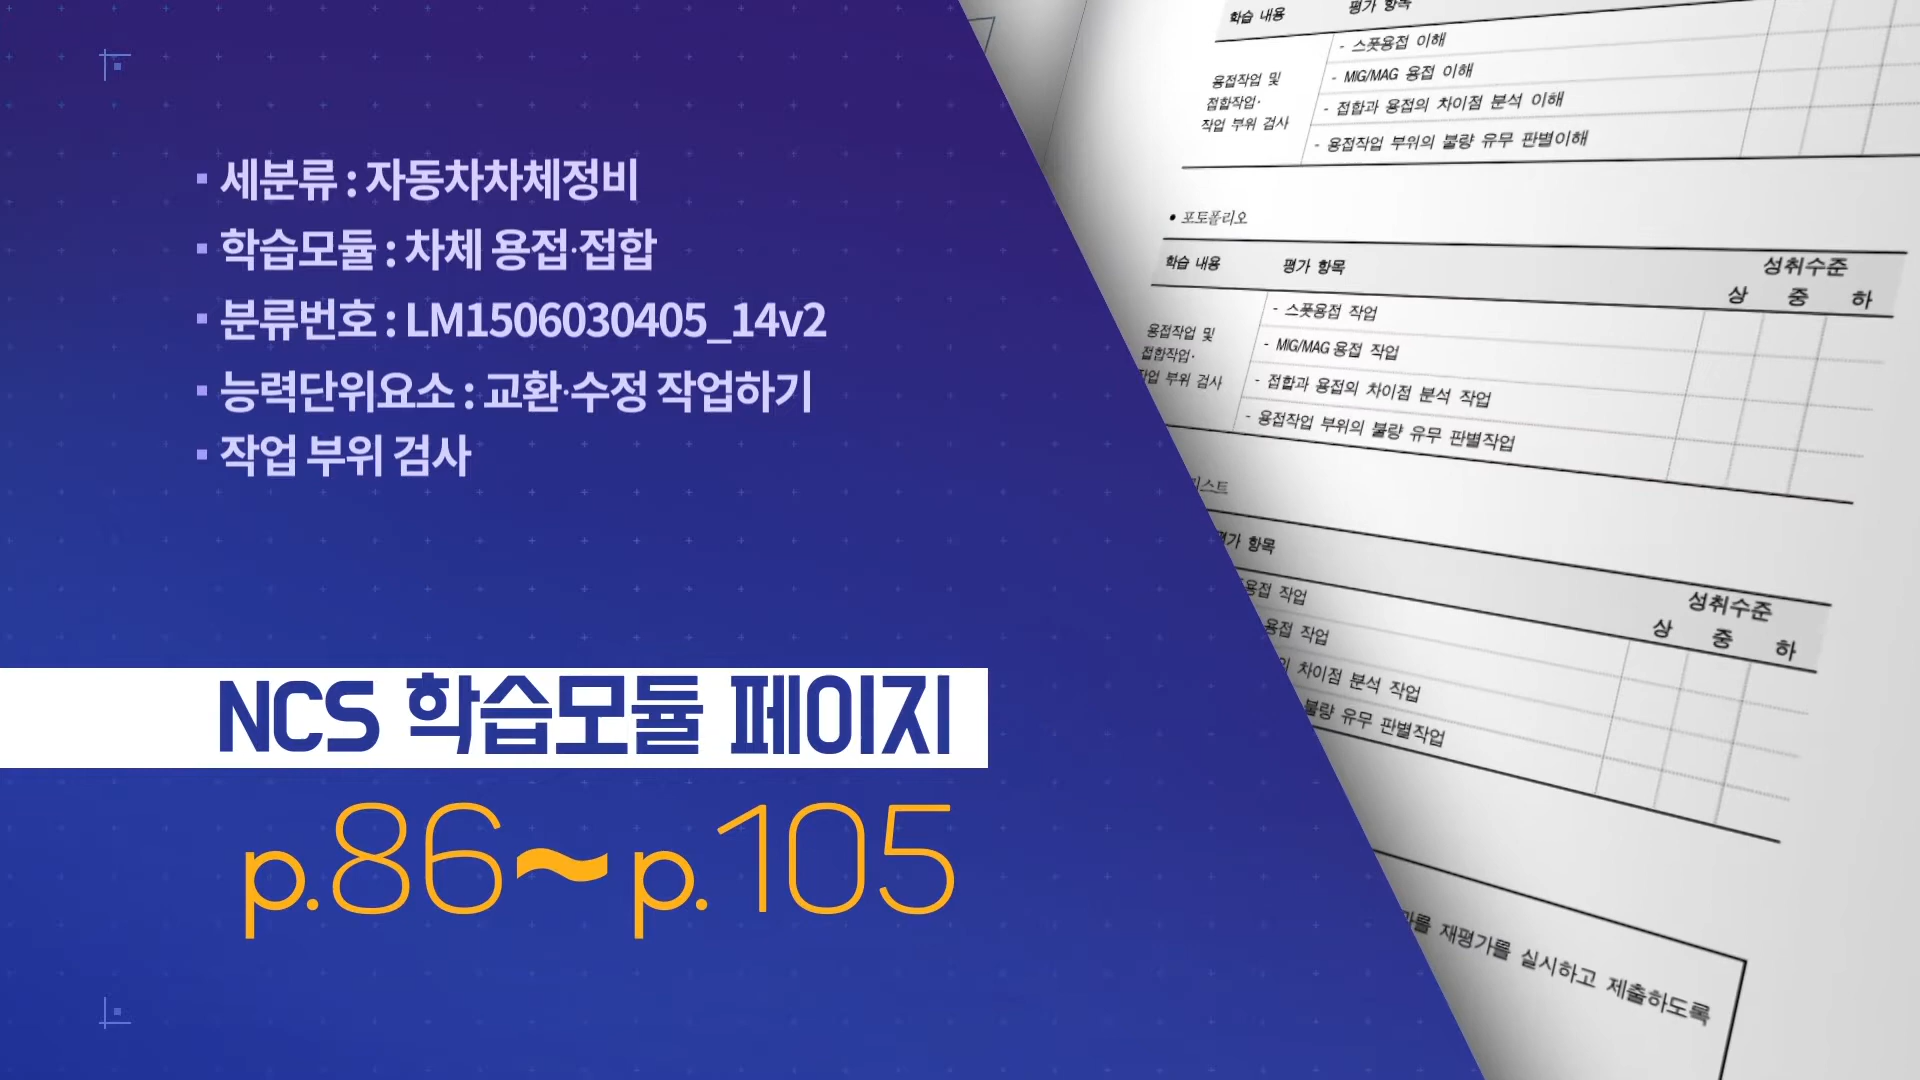 세분류 : 자동차차체정비
학습모듈 : 차체 용접·접합
분류번호 : LM1506030405_14v2
능력단위요소 : 교환·수정 작업하기
작업 부위 검사
NCS 학습모듈 페이지
p.86~p.105
학습 내용 평가 항목
용접작업 및
접합작업·
작업 부위 검사
- 스폿용접 이해
- MIG/MAG 용접 이해
- 접합과 용접의 차이점 분석 이해
- 용접작업 부위의 불량 유무 판별이해
• 포토폴리오
학습 내용 평가 항목 성취수준
상 중 하
용접작업 및
접합작업·
작업 부위 검사
- 스폿용접 작업
- MIG/MAG 용접 작업
- 접합과 용접의 차이점 분석 작업
- 용접작업 부위의 불량 유무 판별작업
평가 항목 성취수준
상 중 하
용접 작업
용접 작업
차이점 분석 작업
불량 유무 판별작업
재평가를 실시하고 제출하도록